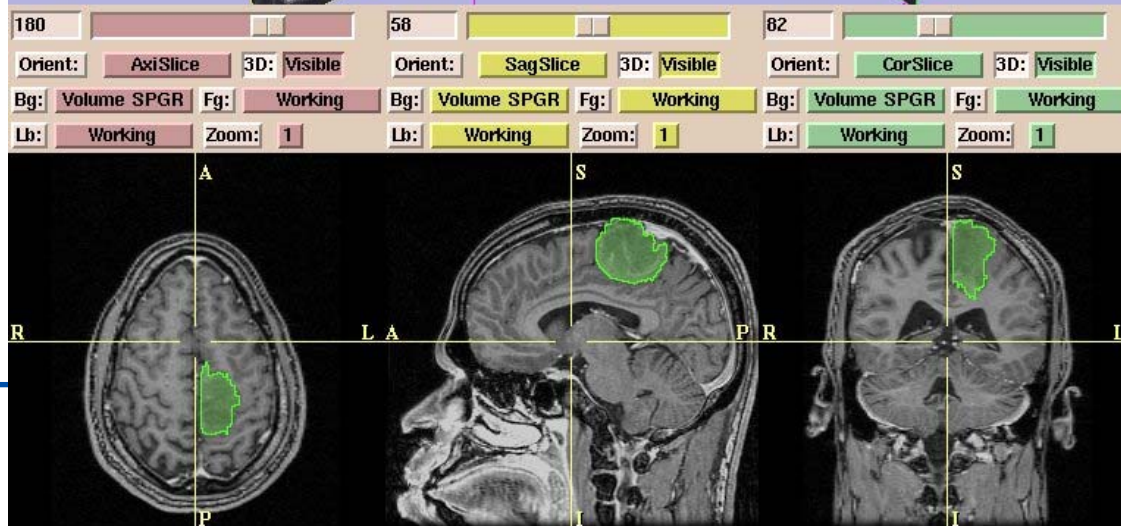 180 58 82
Orient: AxiSlice 3D: Visible Orient: SagSlice 3D: Visible Orient: CorSlice 3D: Visible
Bg: Volume SPGR Fg: Working Bg: Volume SPGR Fg: Working Bg: Volume SPGR Fg: Working
Lb: Working Zoom: 1 Lb: Working Zoom: 1 Lb: Working Zoom: 1
A S S
R L A P R L
P I I